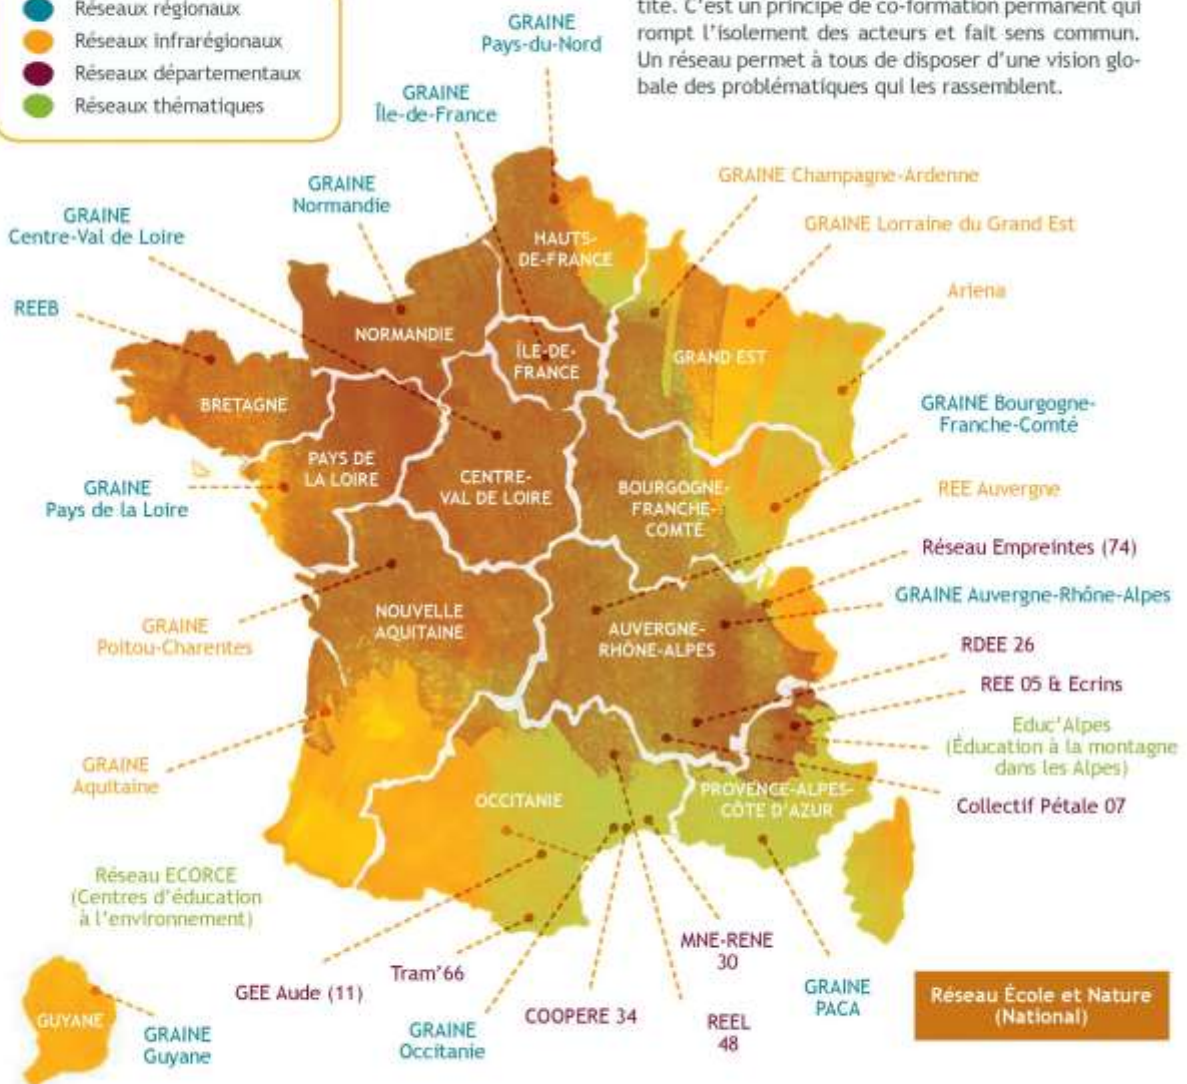 Réseaux régionaux
Réseaux infrarégionaux
Réseaux départementaux
Réseaux thématiques
tité. C'est un principe de co-formation permanent qui
rompt l'isolement des acteurs et fait sens commun.
Un réseau permet à tous de disposer d'une vision glo-
bale des problématiques qui les rassemblent.
GRAINE
Pays-du-Nord
GRAINE
Île-de-France
GRAINE
Normandie
GRAINE
Centre-Val de Loire
REEB
GRAINE Champagne-Ardenne
GRAINE Lorraine du Grand Est
Ariena
HAUTS-
DE-FRANCE
NORMANDIE
ÎLE-DE-
FRANCE
GRAND EST
BRETAGNE
PAYS DE
LA LOIRE
CENTRE-
VAL DE LOIRE
BOURGOGNE-
FRANCHE-
COMTÉ
GRAINE Bourgogne-
Franche-Comté
GRAINE
Pays de la Loire
REE Auvergne
Réseau Empreintes (74)
GRAINE Auvergne-Rhône-Alpes
NOUVELLE
AQUITAINE
AUVERGNE-
RHÔNE-ALPES
GRAINE
Poitou-Charentes
RDEE 26
REE 05 & Ecrins
Educ'Alpes
(Éducation à la montagne
dans les Alpes)
GRAINE
Aquitaine
OCCITANIE
PROVENCE-ALPES-
CÔTE D'AZUR
Collectif Pétale 07
Réseau ECORCE
(Centres d'éducation
à l'environnement)
GEE Aude (11)
Tram'66
GRAINE
Occitanie
COOPERE 34
MNE-RENE
30
REEL
48
GRAINE
PACA
GUYANE
GRAINE
Guyane
Réseau École et Nature
(National)